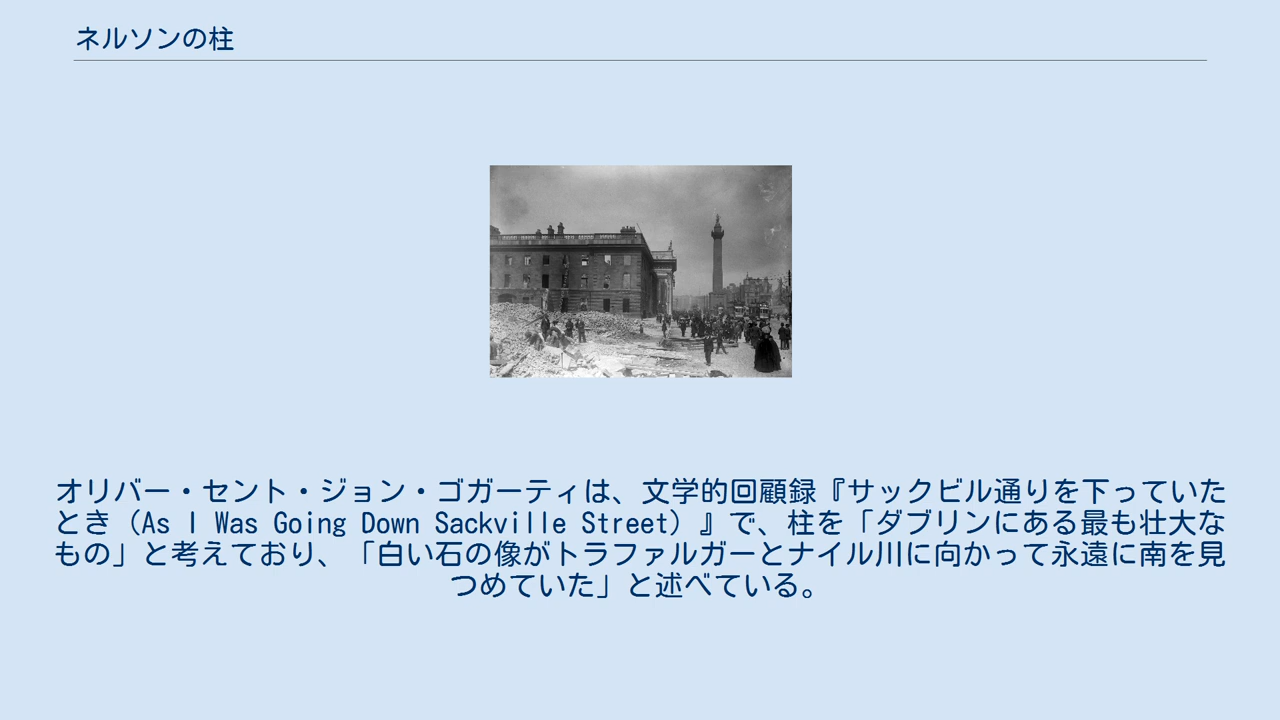 ネルソンの柱
オリバー・セント・ジョン・ゴガーティは、文学的回顧録『サックビル通りを下っていた
とき（As I Was Going Down Sackville Street）』で、柱を「ダブリンにある最も壮大な
もの」と考えており、「白い石の像がトラファルガーとナイル川に向かって永遠に南を見
つめていた」と述べている。